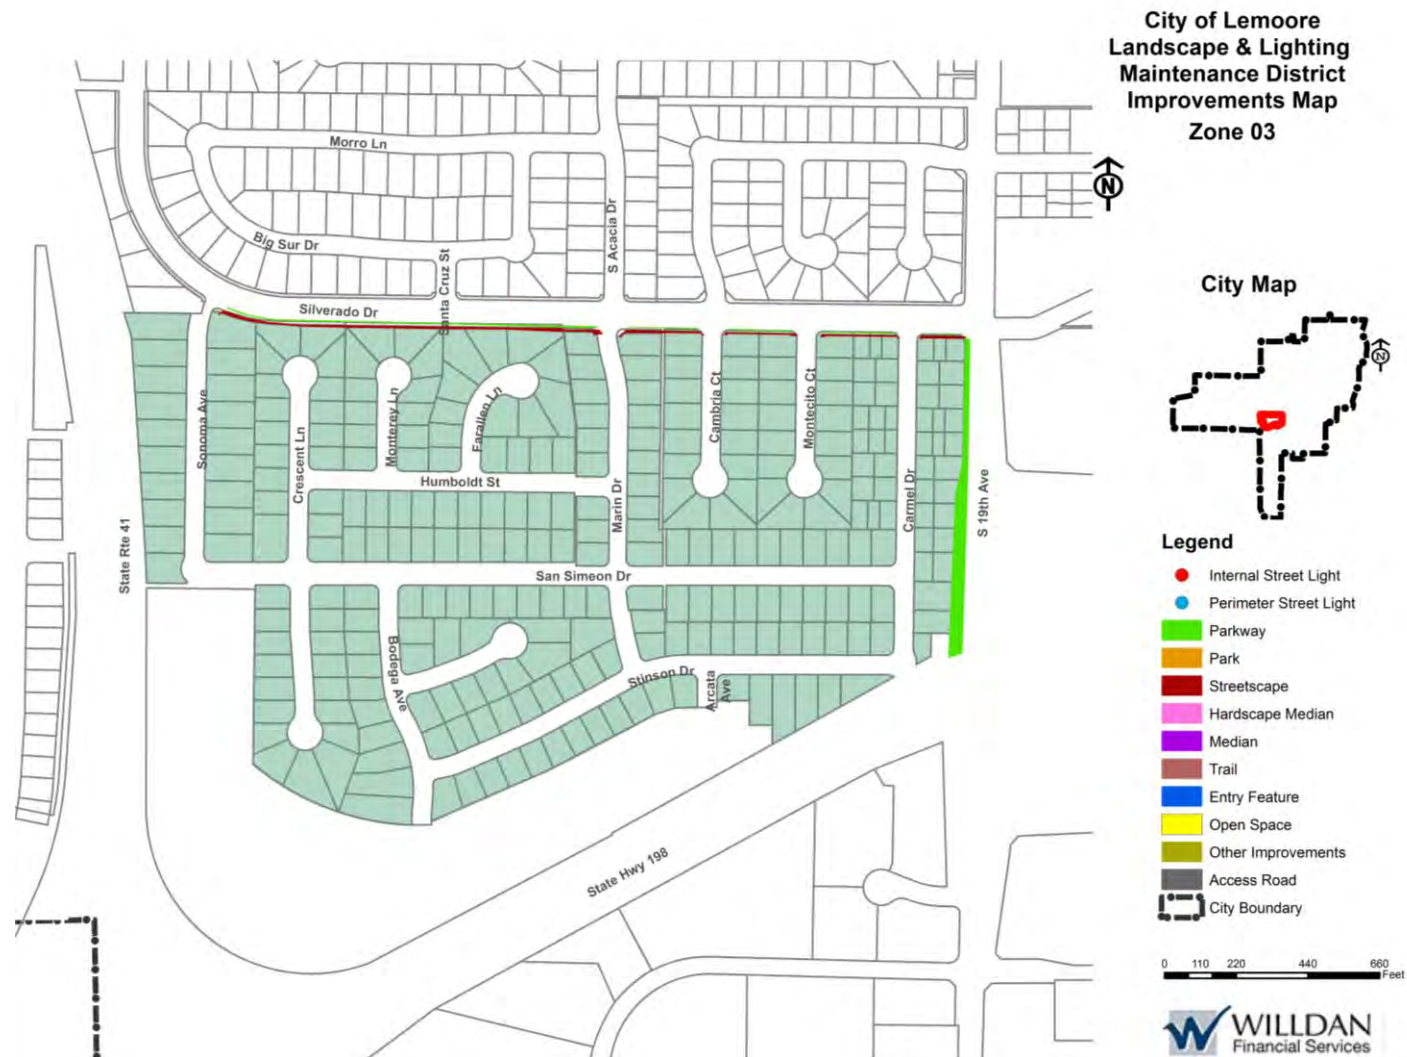 City of Lemoore
Landscape & Lighting
Maintenance District
Improvements Map
Zone 03
N
City Map
N
Morro Ln
Big Sur Dr
Santa Cruz St
S Acacia Dr
Silverado Dr
Sonoma Ave
Crescent Ln
Monterey Ln
Farallen Ln
Humboldt St
Marin Dr
Cambria Ct
Montecito Ct
Carmel Dr
S 19th Ave
State Rte 41
San Simeon Dr
Bodega Ave
Stinson Dr
Arcata
Ave
State Hwy 198
Legend
Internal Street Light
Perimeter Street Light
Parkway
Park
Streetscape
Hardscape Median
Median
Trail
Entry Feature
Open Space
Other Improvements
Access Road
City Boundary
0 110 220 440 660
Feet
W WILLDAN
Financial Services